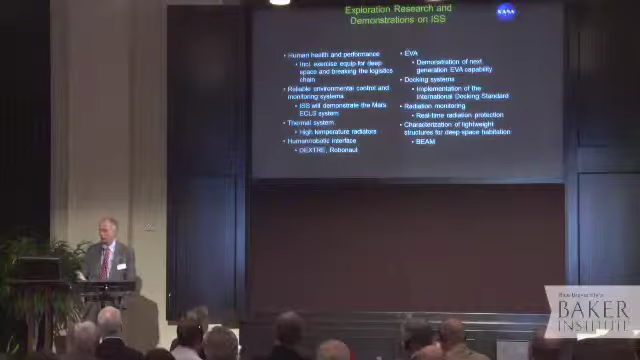 Exploration Research and
Demonstrations on ISS
NASA
• Human health and performance
• Incl. exercise equip for deep
space and breaking the logistics
chain
• Reliable environmental control and
monitoring systems
• ISS will demonstrate the Mars
ECLS system
• Thermal system
• High temperature radiators
• Human/robotic interface
• DEXTRE, Robonaut
• EVA
• Demonstration of next
generation EVA capability
• Docking systems
• Implementation of the
International Docking Standard
• Radiation monitoring
• Real-time radiation protection
• Characterization of lightweight
structures for deep-space habitation
• BEAM
Rice University's
BAKER
INSTITUTE